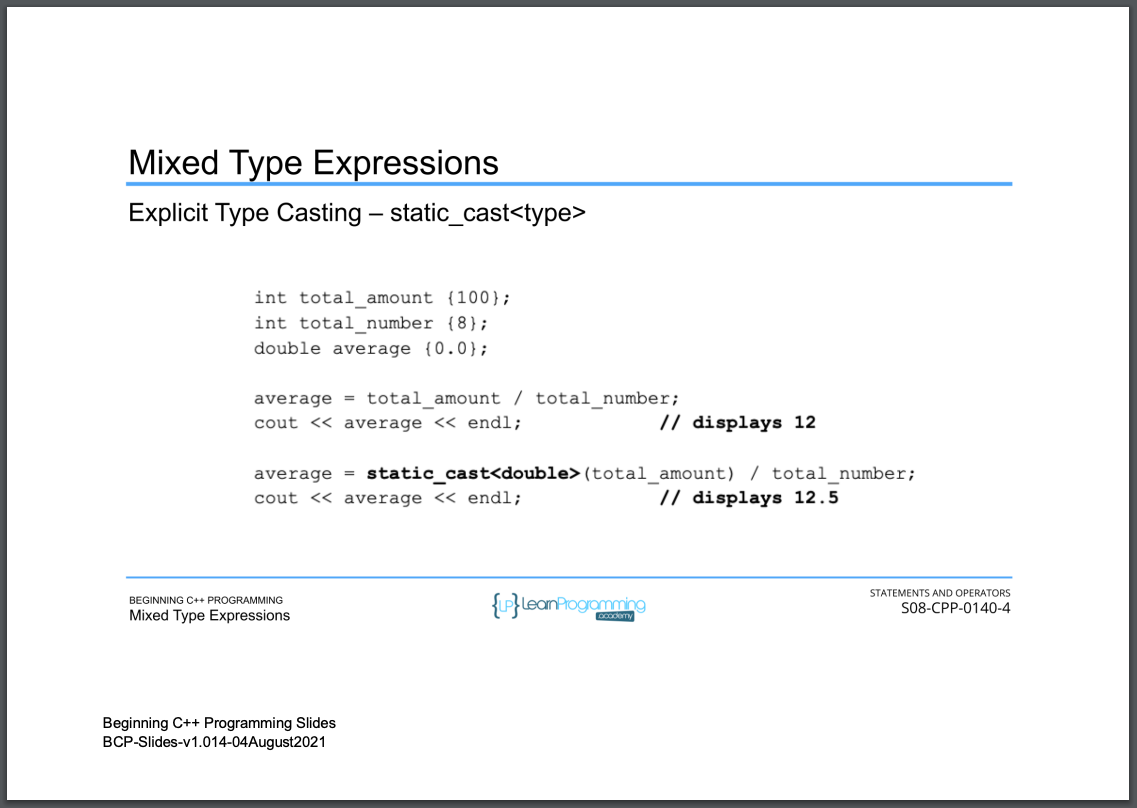 Mixed Type Expressions
Explicit Type Casting – static_cast<type>
int total_amount {100};
int total_number {8};
double average {0.0};
average = total_amount / total_number;
cout << average << endl; // displays 12
average = static_cast<double>(total_amount) / total_number;
cout << average << endl; // displays 12.5
BEGINNING C++ PROGRAMMING
Mixed Type Expressions
{LP} LearnProgramming
academy
STATEMENTS AND OPERATORS
S08-CPP-0140-4
Beginning C++ Programming Slides
BCP-Slides-v1.014-04August2021